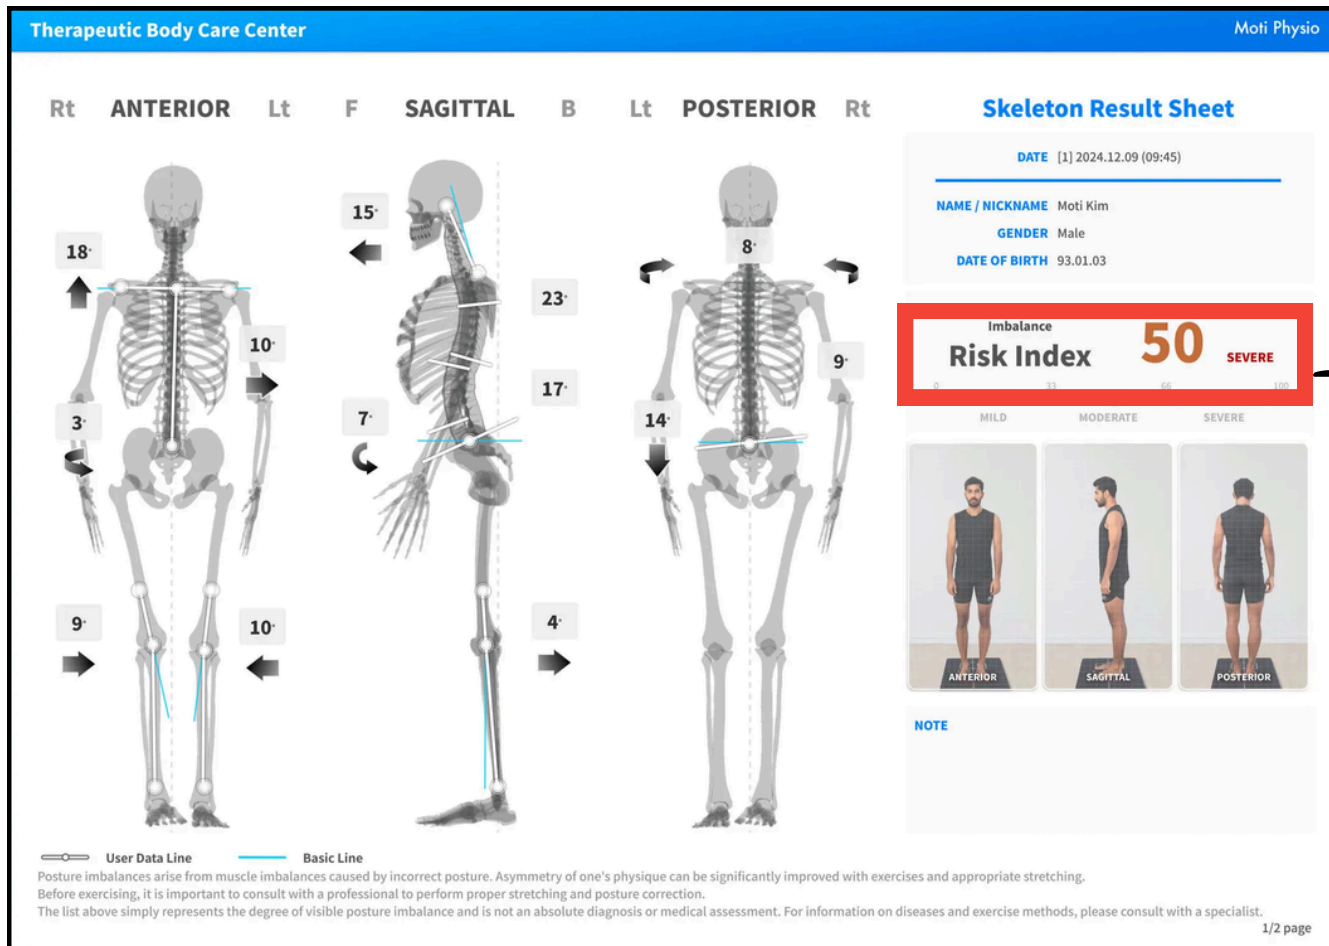 Therapeutic Body Care Center
Moti Physio
Rt ANTERIOR Lt
F SAGITTAL B
Lt POSTERIOR Rt
18°
10°
3°
9°
10°
15°
23°
17°
7°
4°
8°
9°
14°
Skeleton Result Sheet
DATE [1] 2024.12.09 (09:45)
NAME / NICKNAME Moti Kim
GENDER Male
DATE OF BIRTH 93.01.03
Imbalance
Risk Index 50 SEVERE
0 33 66 100
MILD MODERATE SEVERE
ANTERIOR SAGITTAL POSTERIOR
NOTE
User Data Line Basic Line
Posture imbalances arise from muscle imbalances caused by incorrect posture. Asymmetry of one's physique can be significantly improved with exercises and appropriate stretching.
Before exercising, it is important to consult with a professional to perform proper stretching and posture correction.
The list above simply represents the degree of visible posture imbalance and is not an absolute diagnosis or medical assessment. For information on diseases and exercise methods, please consult with a specialist.
1/2 page